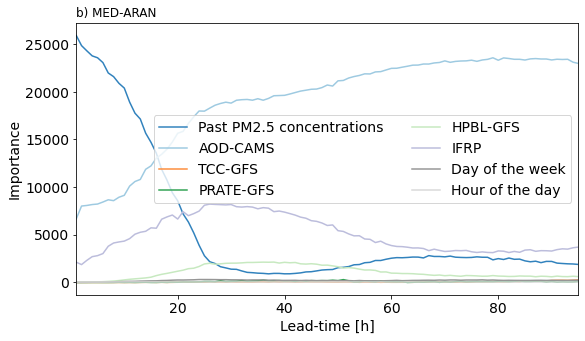 b) MED-ARAN
25000
20000
15000
10000
5000
0
Importance
Past PM2.5 concentrations
AOD-CAMS
TCC-GFS
PRATE-GFS
HPBL-GFS
IFRP
Day of the week
Hour of the day
20 40 60 80
Lead-time [h]